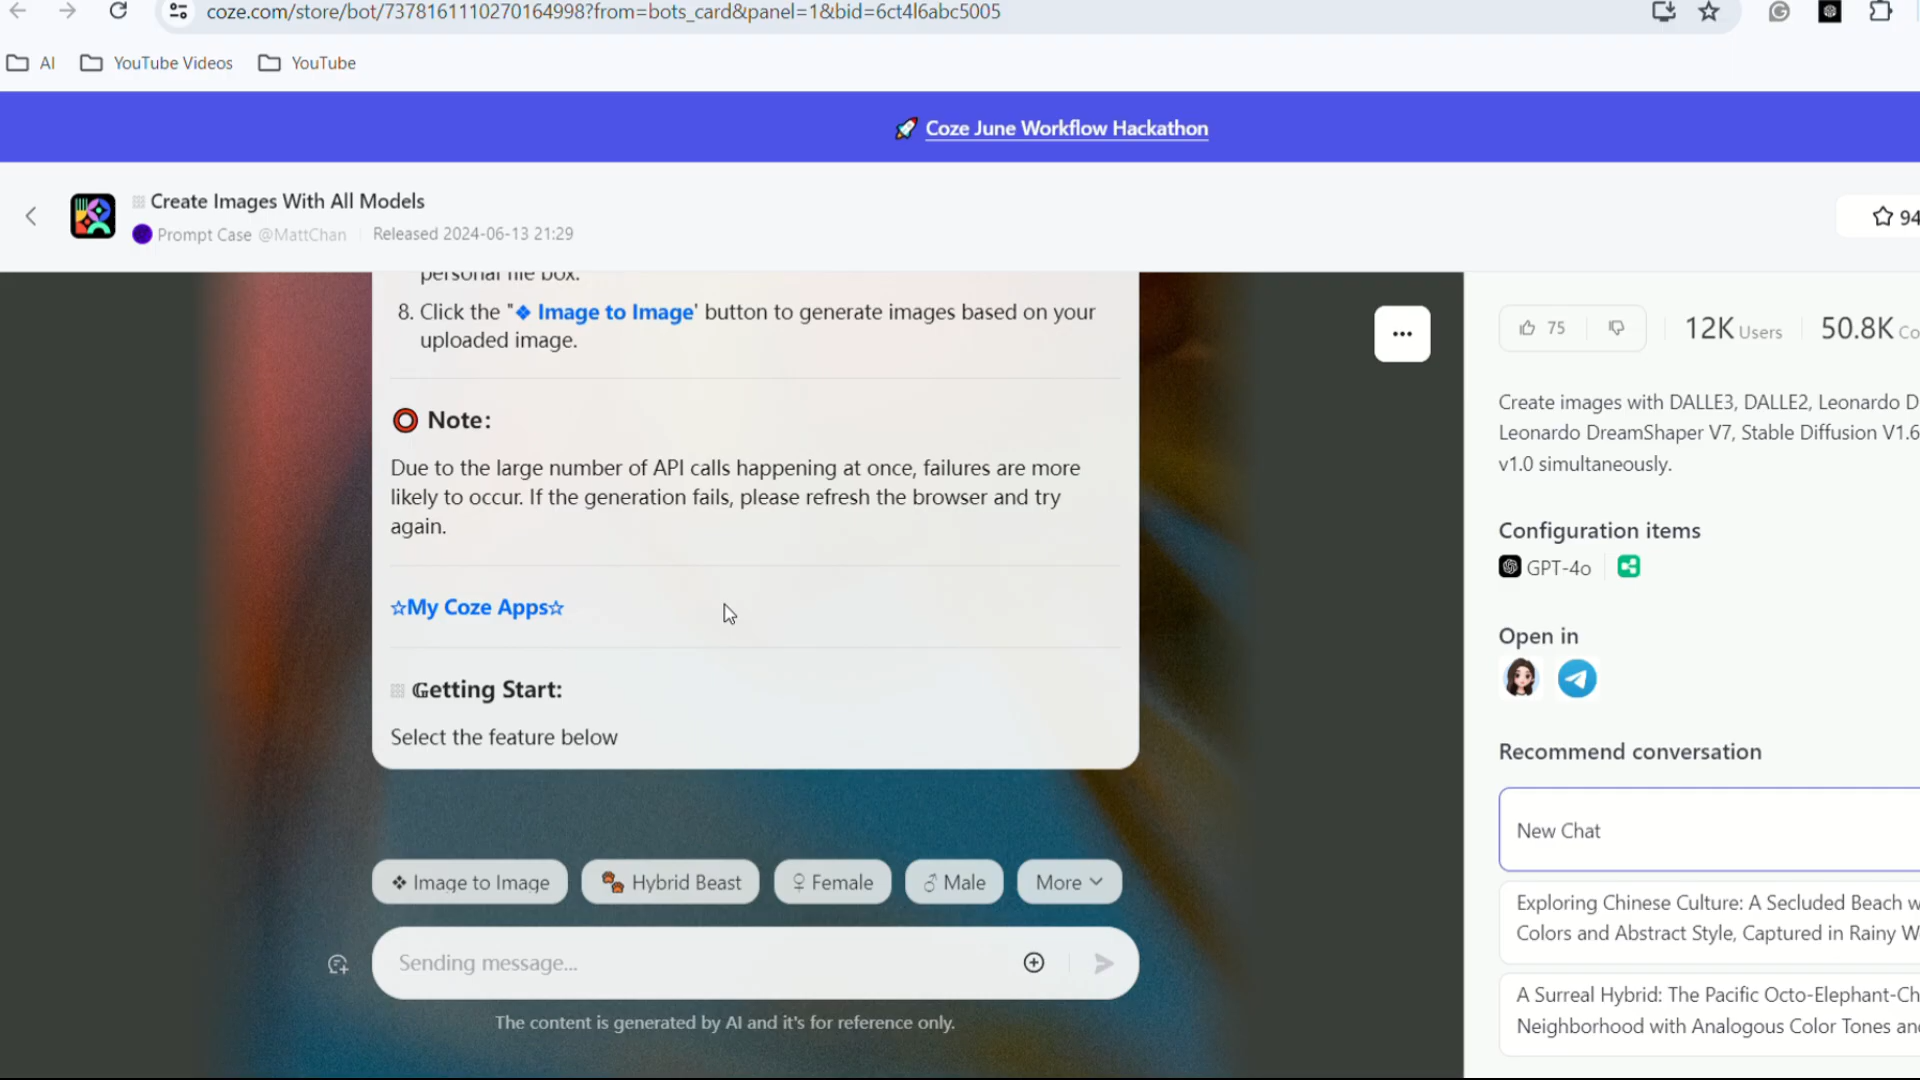 coze.com/store/bot/7378161110270164998?from=bots_card&panel=1&bid=6ct4l6abc5005
AI YouTube Videos YouTube
🚀 Coze June Workflow Hackathon
Create Images With All Models
Prompt Case @MattChan Released 2024-06-13 21:29
94
personal file box.
8. Click the "❖ Image to Image' button to generate images based on your
uploaded image.
⭕ Note:
Due to the large number of API calls happening at once, failures are more
likely to occur. If the generation fails, please refresh the browser and try
again.
☆My Coze Apps☆
𝔾etting Start:
Select the feature below
❖ Image to Image
Hybrid Beast
♀ Female
♂ Male
More
Sending message...
The content is generated by AI and it's for reference only.
75
12K Users
50.8K Co
Create images with DALLE3, DALLE2, Leonardo D
Leonardo DreamShaper V7, Stable Diffusion V1.6
v1.0 simultaneously.
Configuration items
GPT-4o
Open in
Recommend conversation
New Chat
Exploring Chinese Culture: A Secluded Beach w
Colors and Abstract Style, Captured in Rainy W
A Surreal Hybrid: The Pacific Octo-Elephant-Ch
Neighborhood with Analogous Color Tones and